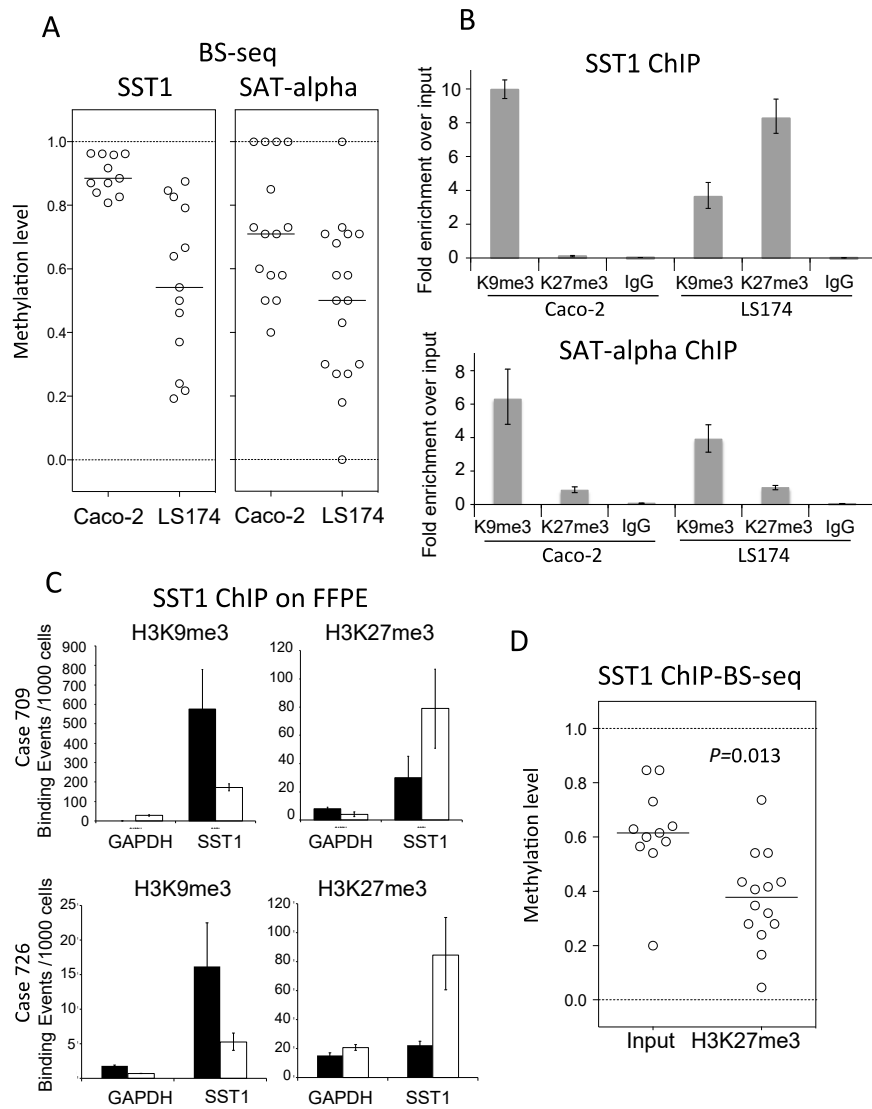 A
BS-seq
SST1 SAT-alpha
Methylation level
1.0
0.8
0.6
0.4
0.2
0.0
Caco-2 LS174 Caco-2 LS174
B
SST1 ChIP
Fold enrichment over input
10
8
6
4
2
0
K9me3 K27me3 IgG K9me3 K27me3 IgG
Caco-2 LS174
SAT-alpha ChIP
Fold enrichment over input
8
6
4
2
0
K9me3 K27me3 IgG K9me3 K27me3 IgG
Caco-2 LS174
C
SST1 ChIP on FFPE
Case 709
Binding Events /1000 cells
H3K9me3
900
800
700
600
500
400
300
200
100
0
GAPDH SST1
H3K27me3
120
100
80
60
40
20
0
GAPDH SST1
Case 726
Binding Events /1000 cells
H3K9me3
25
20
15
10
5
GAPDH SST1
H3K27me3
120
100
80
60
40
20
0
GAPDH SST1
D
SST1 ChIP-BS-seq
Methylation level
1.0
0.8
0.6
0.4
0.2
0.0
P=0.013
Input H3K27me3